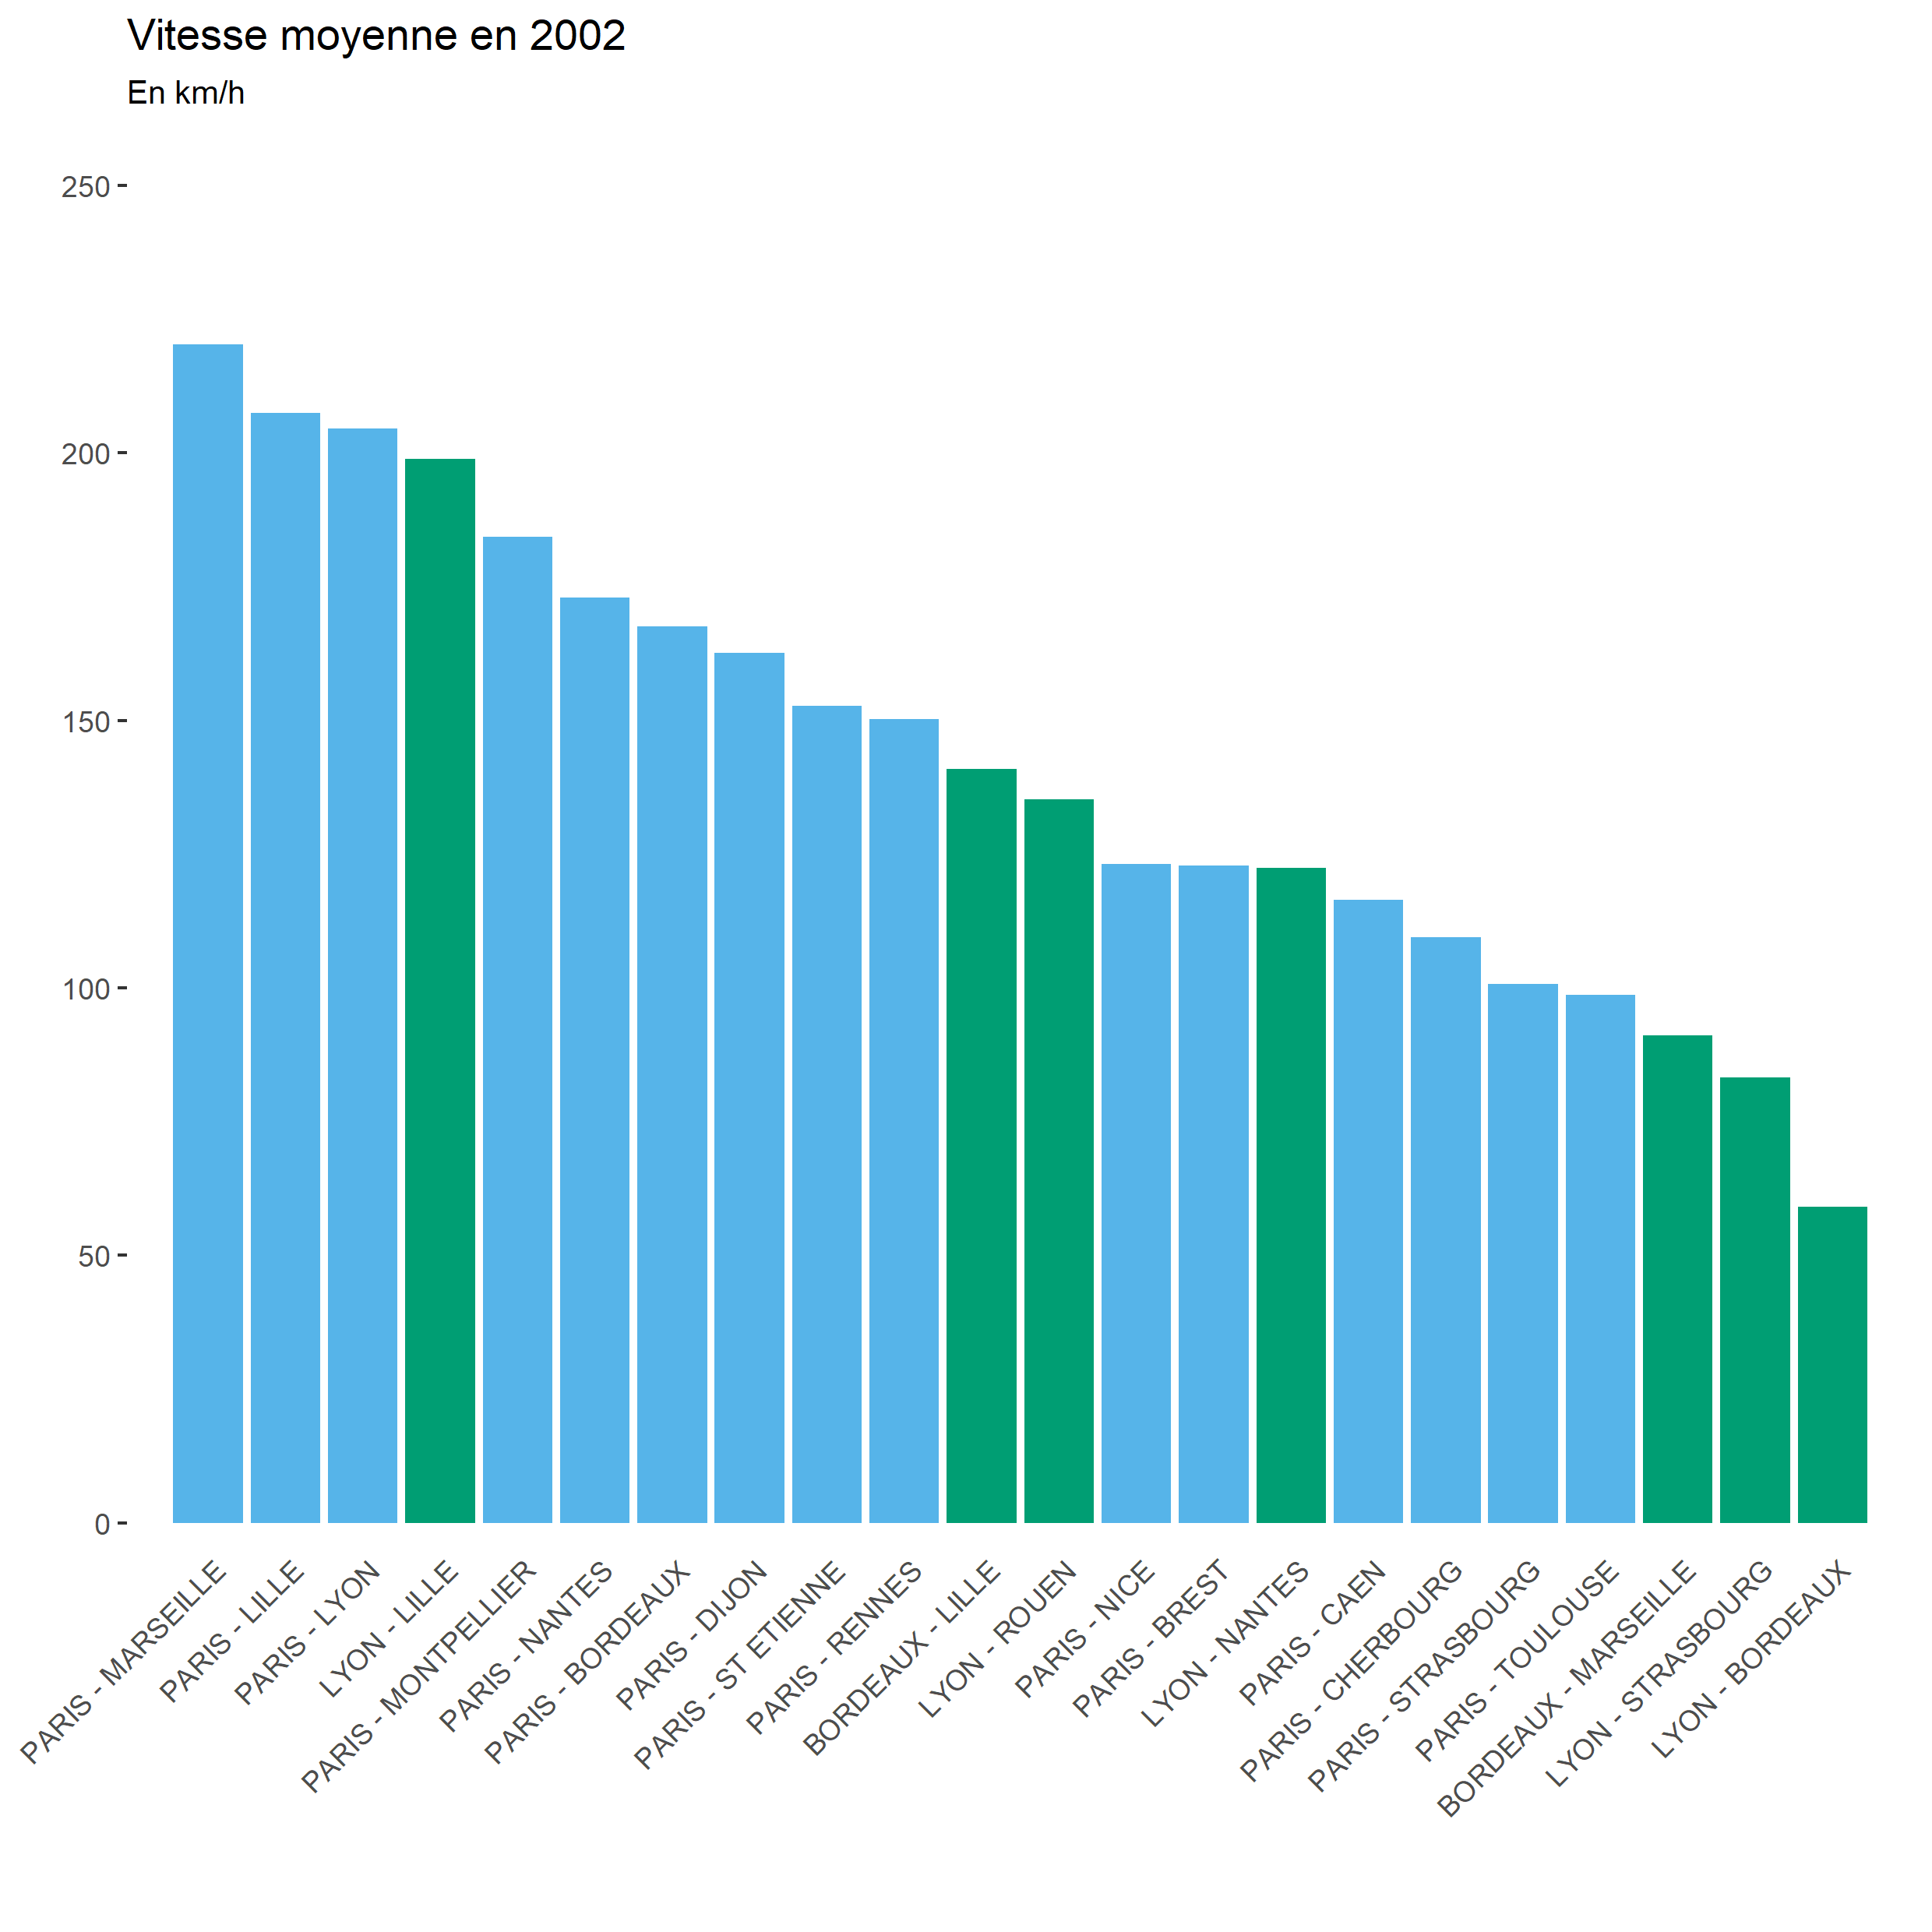 Vitesse moyenne en 2002
En km/h
250
200
150
100
50
0
PARIS - MARSEILLE
PARIS - LILLE
PARIS - LYON
LYON - LILLE
PARIS - MONTPELLIER
PARIS - NANTES
PARIS - BORDEAUX
PARIS - DIJON
PARIS - ST ETIENNE
PARIS - RENNES
BORDEAUX - LILLE
LYON - ROUEN
PARIS - NICE
PARIS - BREST
LYON - NANTES
PARIS - CAEN
PARIS - CHERBOURG
PARIS - STRASBOURG
PARIS - TOULOUSE
BORDEAUX - MARSEILLE
LYON - STRASBOURG
LYON - BORDEAUX